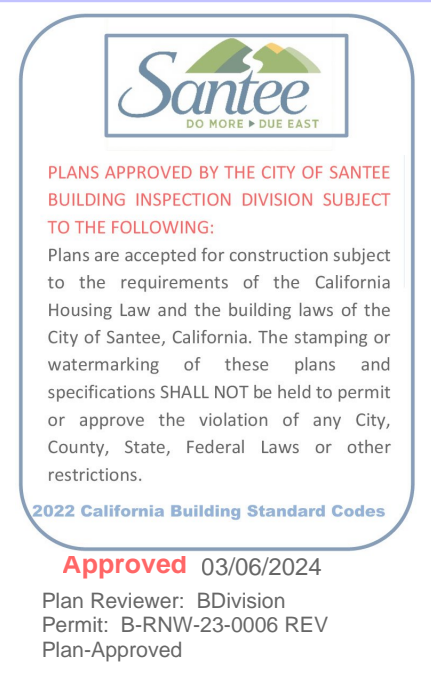 Santee
DO MORE ▸ DUE EAST
PLANS APPROVED BY THE CITY OF SANTEE
BUILDING INSPECTION DIVISION SUBJECT
TO THE FOLLOWING:
Plans are accepted for construction subject
to the requirements of the California
Housing Law and the building laws of the
City of Santee, California. The stamping or
watermarking of these plans and
specifications SHALL NOT be held to permit
or approve the violation of any City,
County, State, Federal Laws or other
restrictions.
2022 California Building Standard Codes
Approved 03/06/2024
Plan Reviewer: BDivision
Permit: B-RNW-23-0006 REV
Plan-Approved